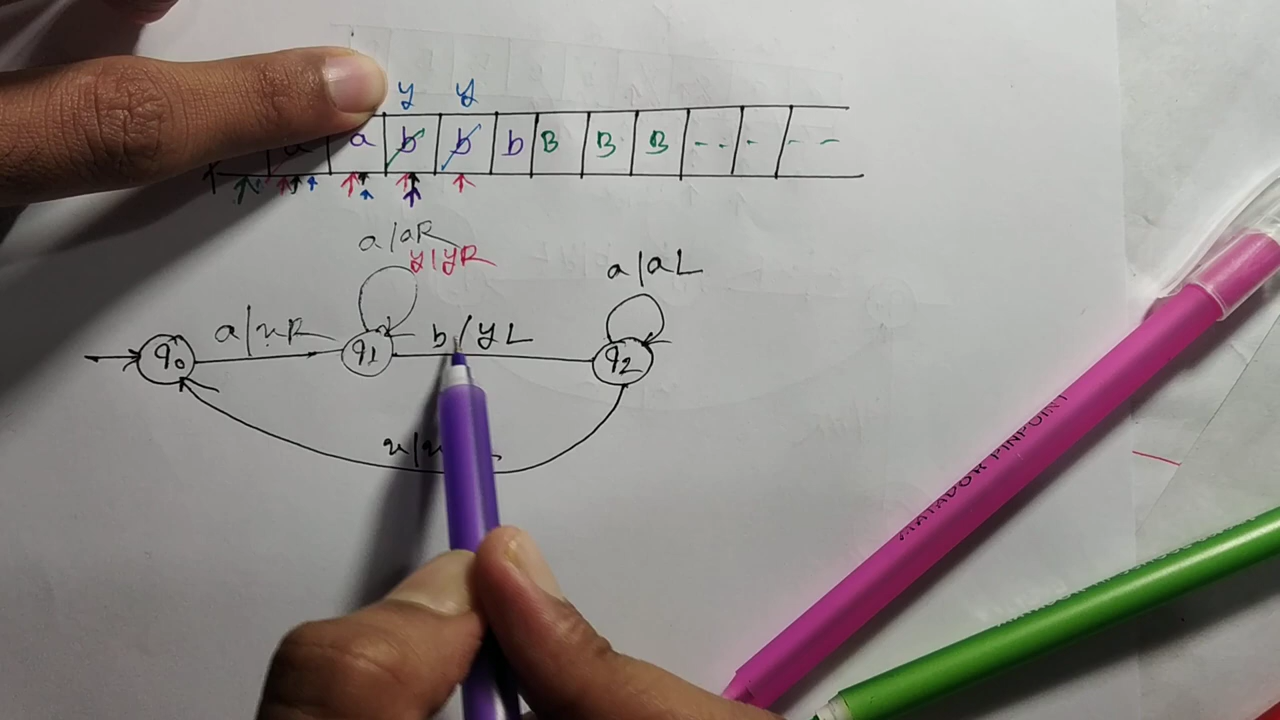 y y
a a b b b B B B - - - - -
a/aR
y/yR
a/aL
a/xR
b/yL
q0 q1 q2
MATADOR PINPOINT